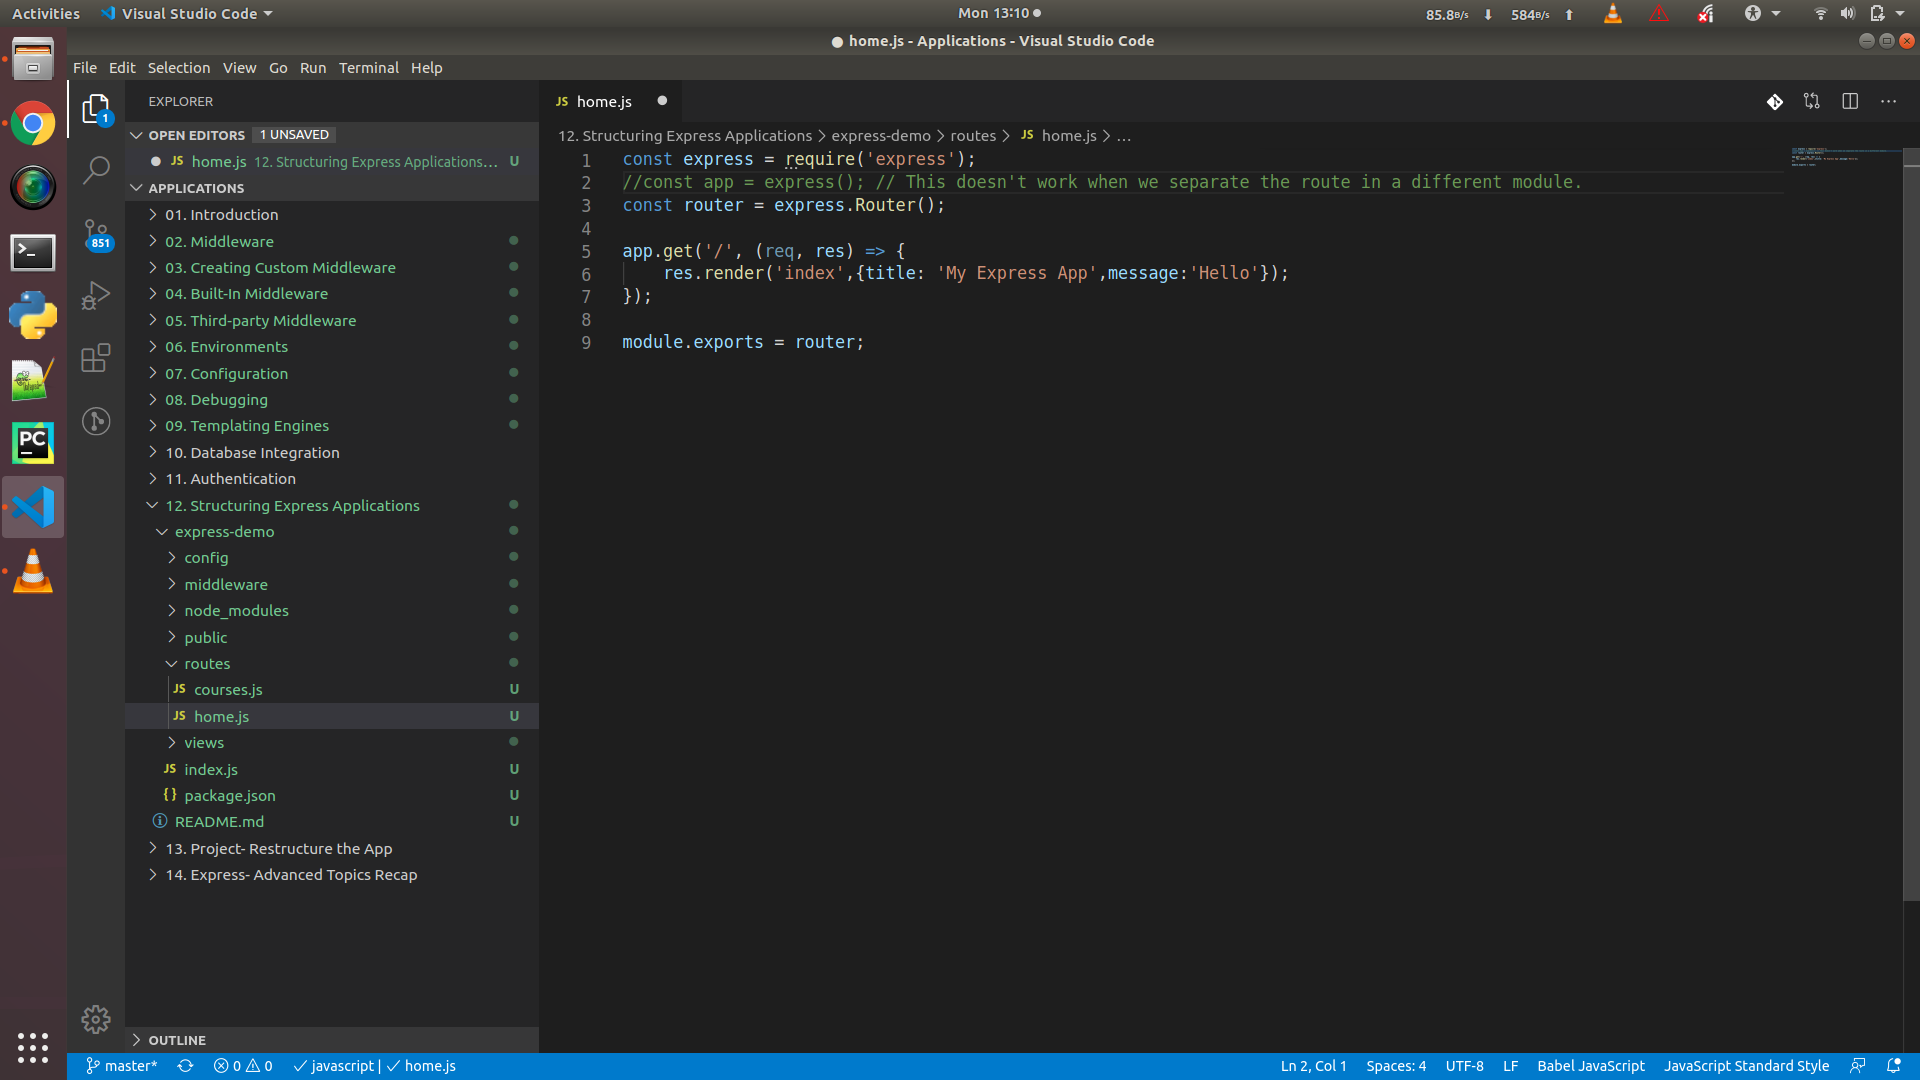 Activities Visual Studio Code Mon 13:10 85.8B/s 584B/s
home.js - Applications - Visual Studio Code
File Edit Selection View Go Run Terminal Help
EXPLORER
JS home.js
OPEN EDITORS 1 UNSAVED
JS home.js 12. Structuring Express Applications... U
APPLICATIONS
01. Introduction
02. Middleware
03. Creating Custom Middleware
04. Built-In Middleware
05. Third-party Middleware
06. Environments
07. Configuration
08. Debugging
09. Templating Engines
10. Database Integration
11. Authentication
12. Structuring Express Applications
express-demo
config
middleware
node_modules
public
routes
JS courses.js U
JS home.js U
views
JS index.js U
{} package.json U
README.md U
13. Project- Restructure the App
14. Express- Advanced Topics Recap
OUTLINE
1
851
PC
12. Structuring Express Applications > express-demo > routes > JS home.js > ...
1 const express = require('express');
2 //const app = express(); // This doesn't work when we separate the route in a different module.
3 const router = express.Router();
4
5 app.get('/', (req, res) => {
6 res.render('index',{title: 'My Express App',message:'Hello'});
7 });
8
9 module.exports = router;
master* 0 0 javascript | home.js Ln 2, Col 1 Spaces: 4 UTF-8 LF Babel JavaScript JavaScript Standard Style